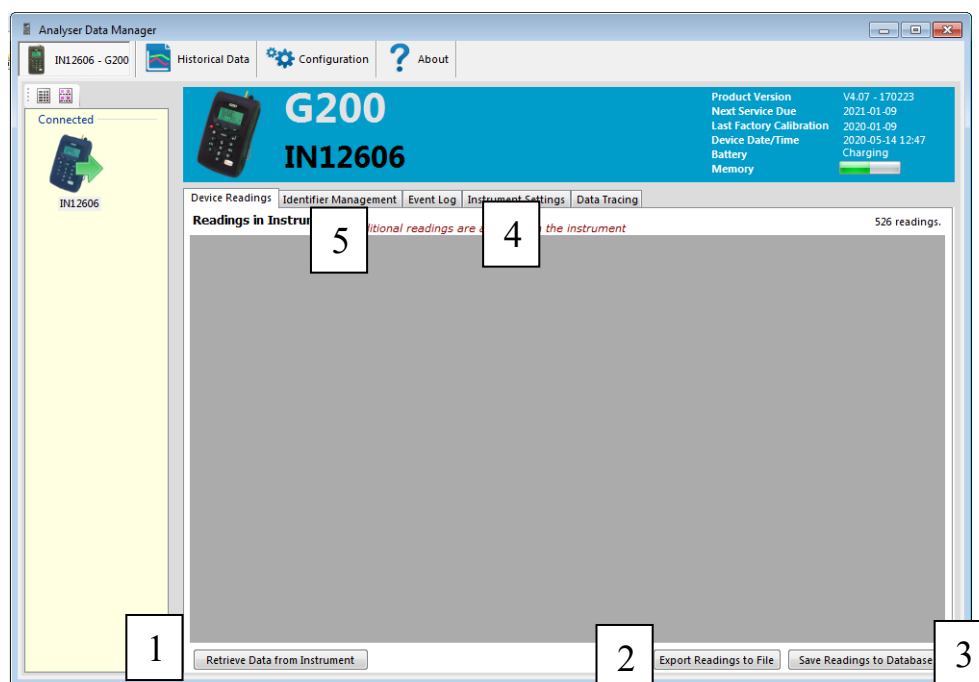 Analyser Data Manager
IN12606 - G200
Historical Data
Configuration
? About
Connected
IN12606
G200
IN12606
Product Version V4.07 - 170223
Next Service Due 2021-01-09
Last Factory Calibration 2020-01-09
Device Date/Time 2020-05-14 12:47
Battery Charging
Memory
Device Readings Identifier Management Event Log Instrument Settings Data Tracing
Readings in readings are the instrument 526 readings.
5
4
1
2
3
Retrieve Data from Instrument
Export Readings to File
Save Readings to Database